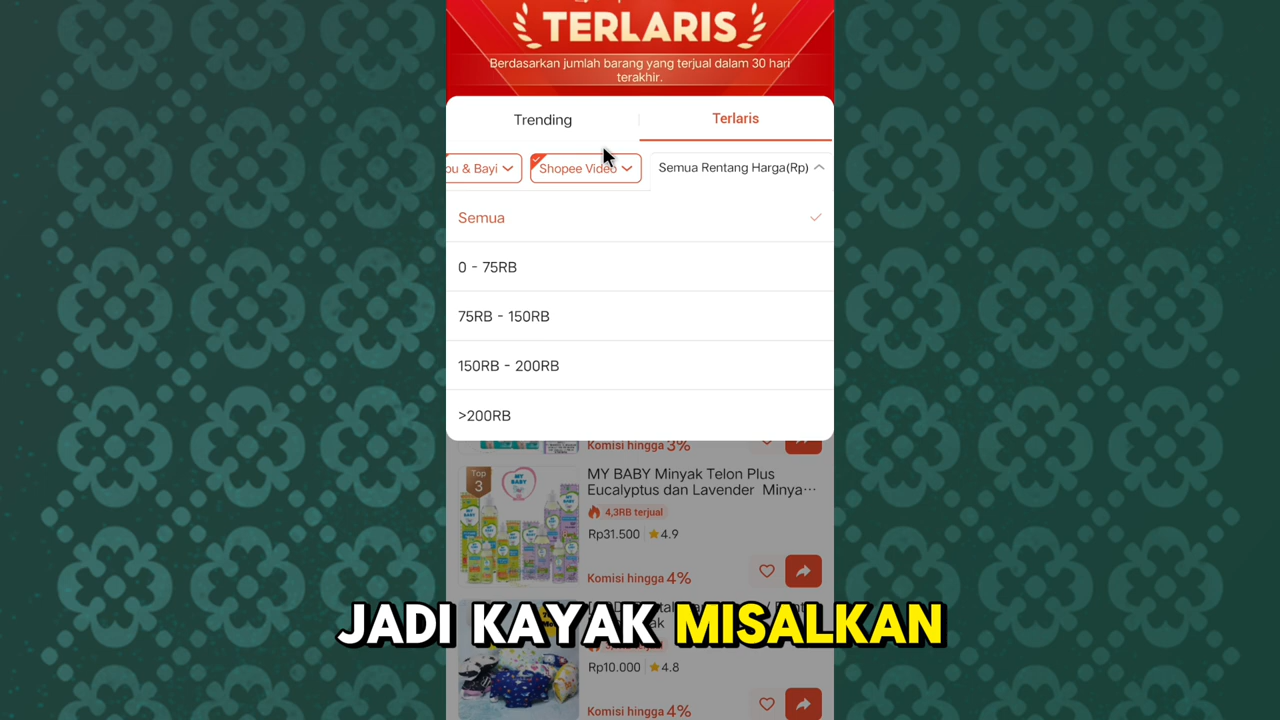 TERLARIS
Berdasarkan jumlah barang yang terjual dalam 30 hari
terakhir.
Trending
Terlaris
bu & Bayi
Shopee Video
Semua Rentang Harga(Rp)
Semua
0 - 75RB
75RB - 150RB
150RB - 200RB
>200RB
Komisi hingga 3%
Top
3
MY BABY
MY BABY Minyak Telon Plus
Eucalyptus dan Lavender Minya...
4,3RB terjual
Rp31.500
4.9
Komisi hingga 4%
JADI KAYAK MISALKAN
Rp10.000
4.8
Komisi hingga 4%